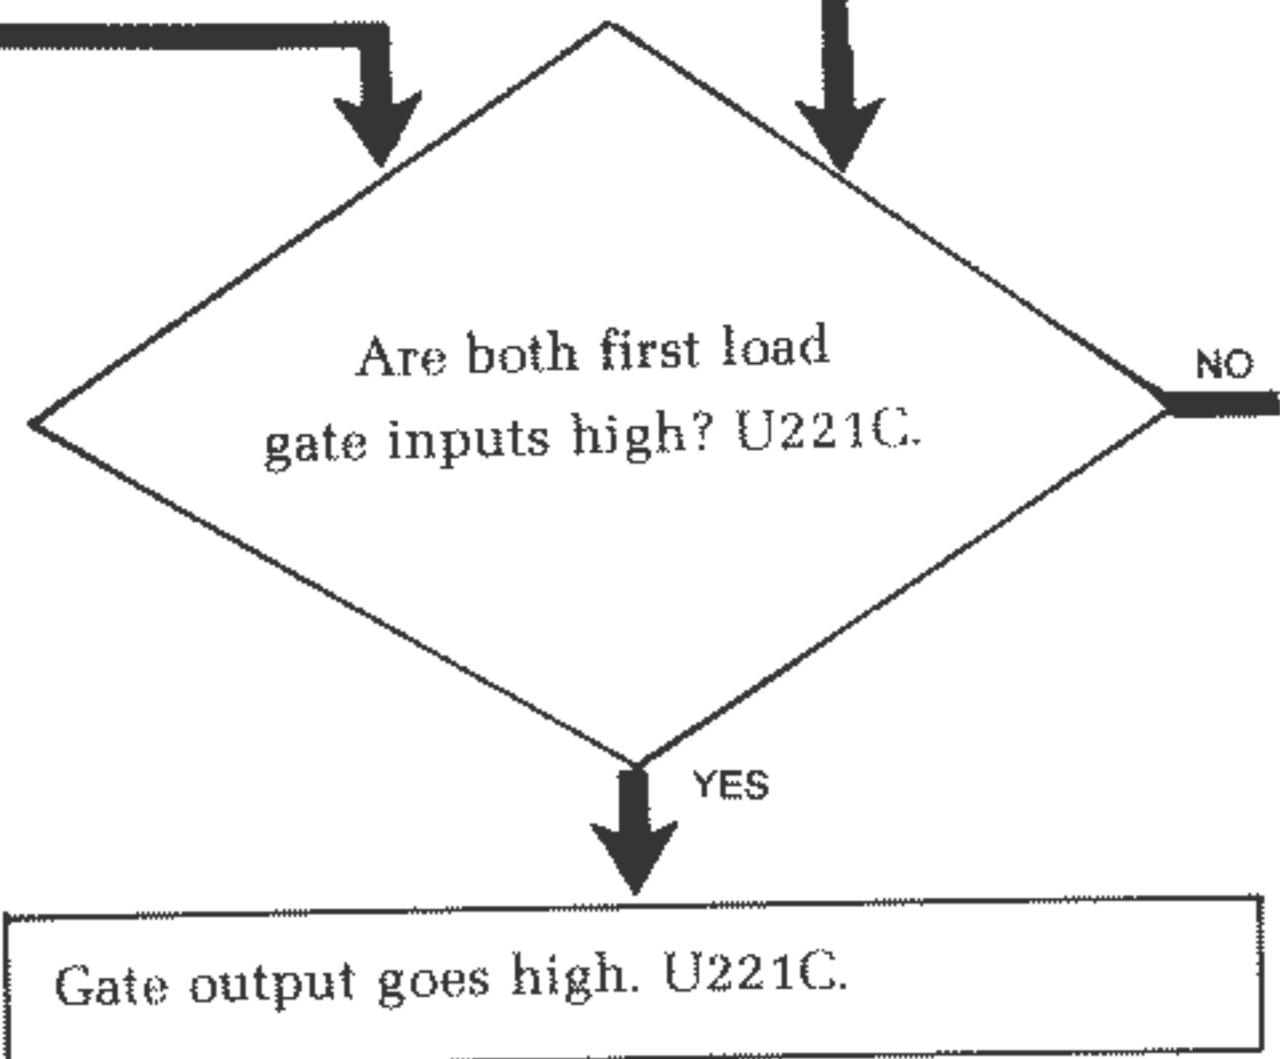 Are both first load
gate inputs high? U221C.
NO
YES
Gate output goes high. U221C.